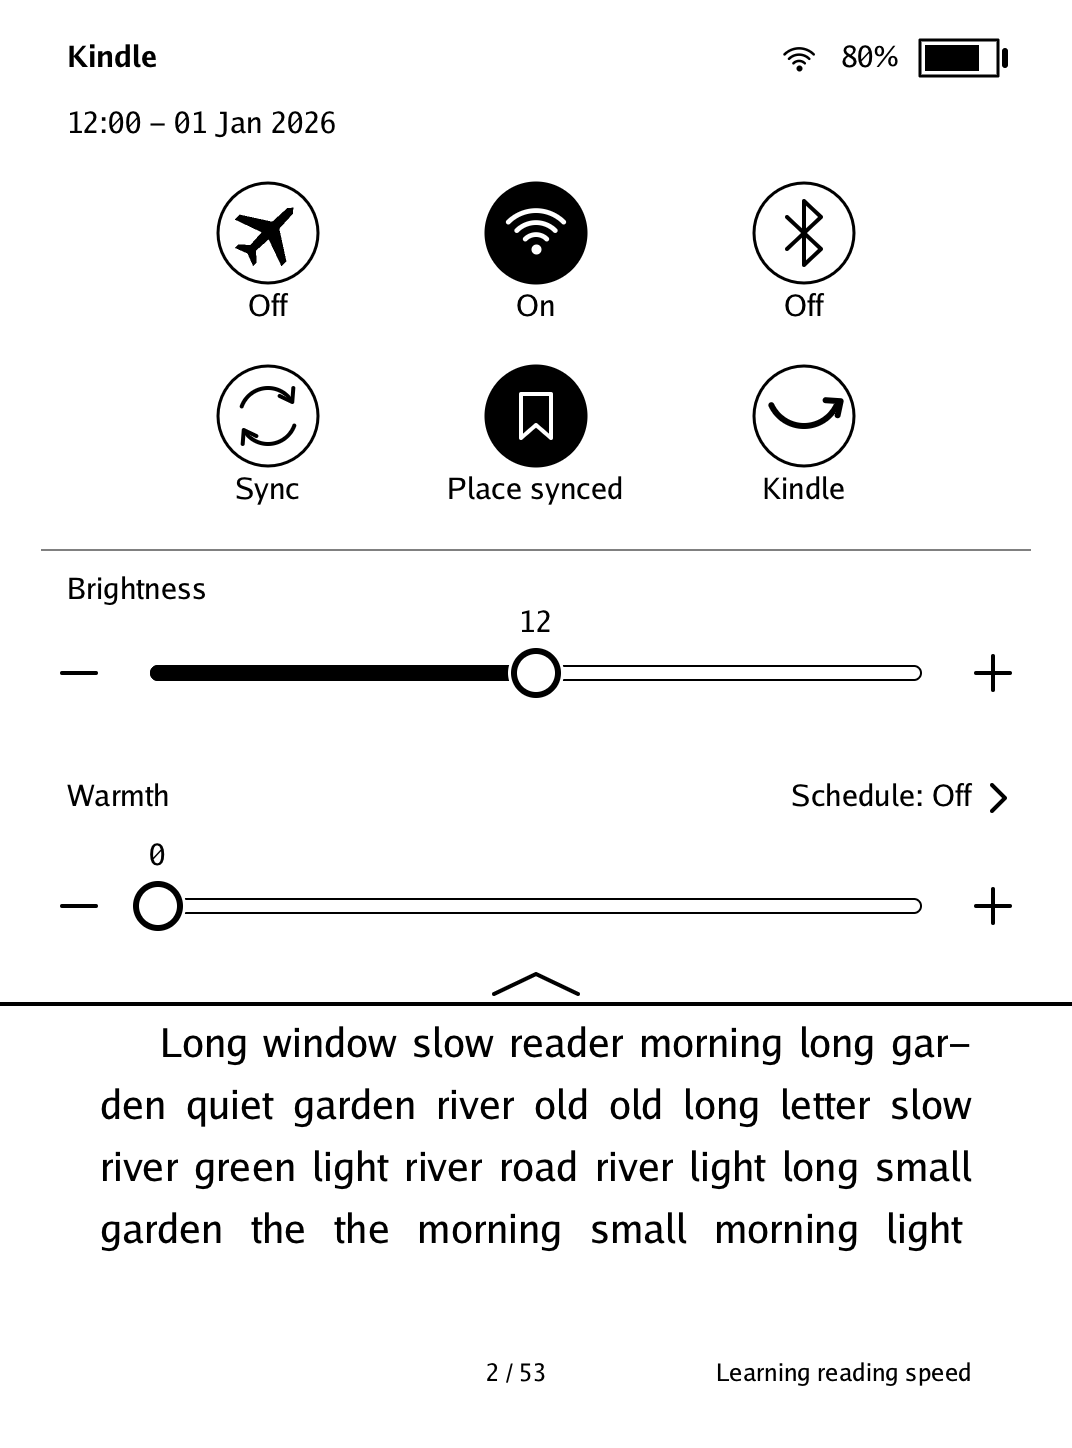 Kindle
80%
12:00 – 01 Jan 2026
Off
On
Off
Sync
Place synced
Kindle
Brightness
12
Warmth
Schedule: Off
0
Long window slow reader morning long gar–
den quiet garden river old old long letter slow
river green light river road river light long small
garden the the morning small morning light
2 / 53
Learning reading speed